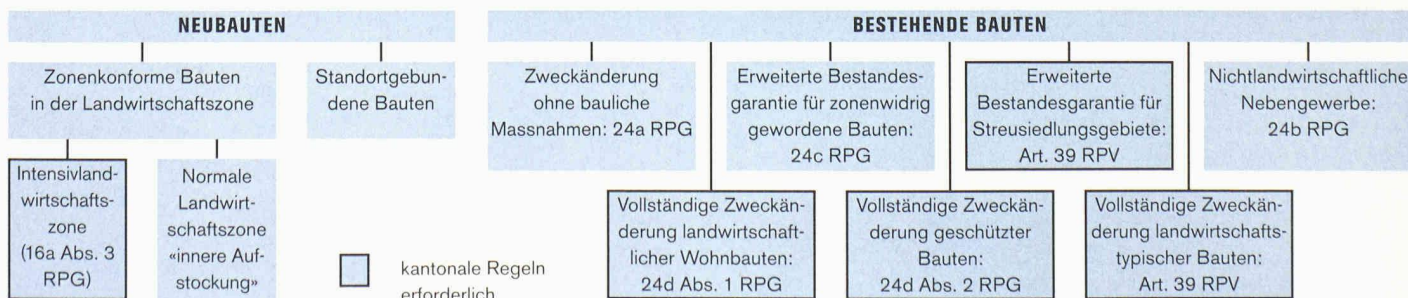 NEUBAUTEN
Zonenkonforme Bauten
in der Landwirtschaftszone
Standortgebun-
dene Bauten
Intensivland-
wirtschafts-
zone
(16a Abs. 3
RPG)
Normale
Landwirt-
schaftszone
«innere Auf-
stockung»
kantonale Regeln
erforderlich
BESTEHENDE BAUTEN
Zweckänderung
ohne bauliche
Massnahmen: 24a RPG
Erweiterte Bestandes-
garantie für zonenwidrig
gewordene Bauten:
24c RPG
Erweiterte
Bestandesgarantie für
Streusiedlungsgebiete:
Art. 39 RPV
Nichtlandwirtschaftliche
Nebengewerbe:
24b RPG
Vollständige Zweckän-
derung landwirtschaft-
licher Wohnbauten:
24d Abs. 1 RPG
Vollständige Zweckän-
derung geschützter
Bauten:
24d Abs. 2 RPG
Vollständige Zweckän-
derung landwirtschafts-
typischer Bauten:
Art. 39 RPV